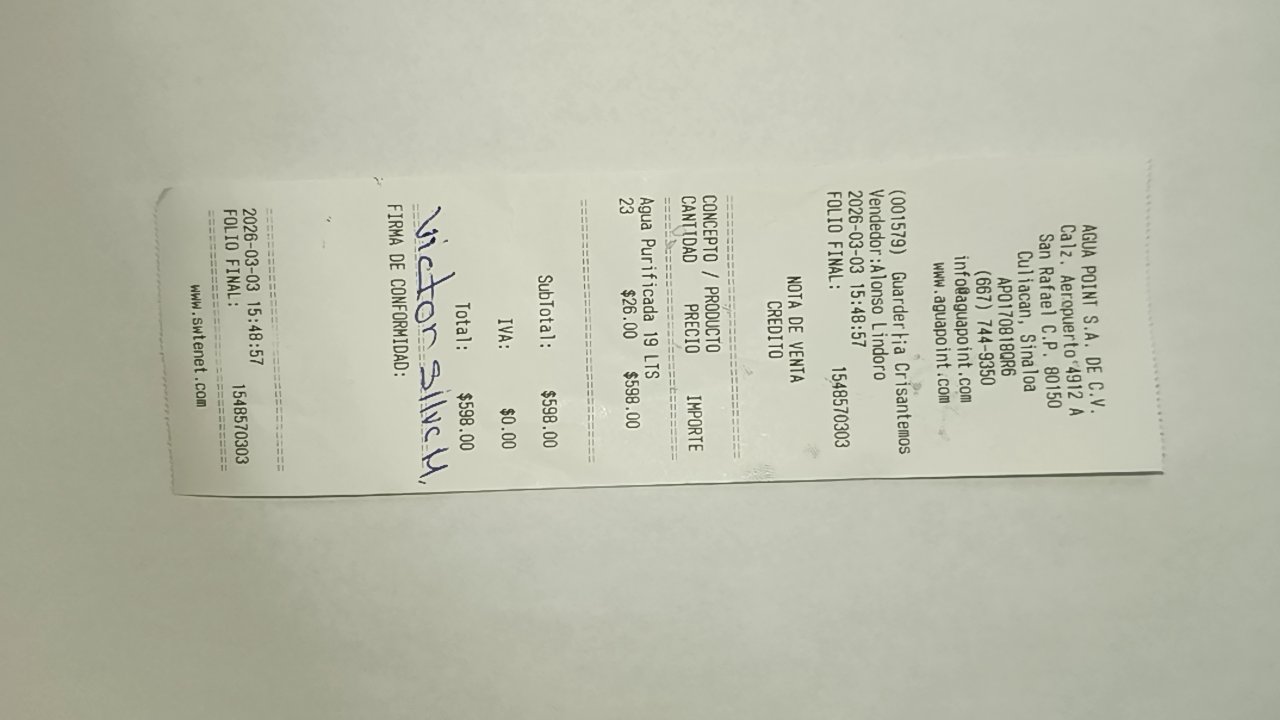 AGUA POINT S.A. DE C.V.
Calz. Aeropuerto 4912 A
San Rafael C.P. 80150
Culiacan, Sinaloa
APO170818QR6
(667) 744-9350
info@aguapoint.com
www.aguapoint.com
(001579) Guarderia Crisantemos
Vendedor:Alonso Lindoro
2026-03-03 15:48:57
FOLIO FINAL: 1548570303
NOTA DE VENTA
CREDITO
CONCEPTO / PRODUCTO
CANTIDAD PRECIO IMPORTE
Agua Purificada 19 LTS
23 $26.00 $598.00
SubTotal: $598.00
IVA: $0.00
Total: $598.00
Victor Silva M.
FIRMA DE CONFORMIDAD:
2026-03-03 15:48:57
FOLIO FINAL: 1548570303
www.swtenet.com